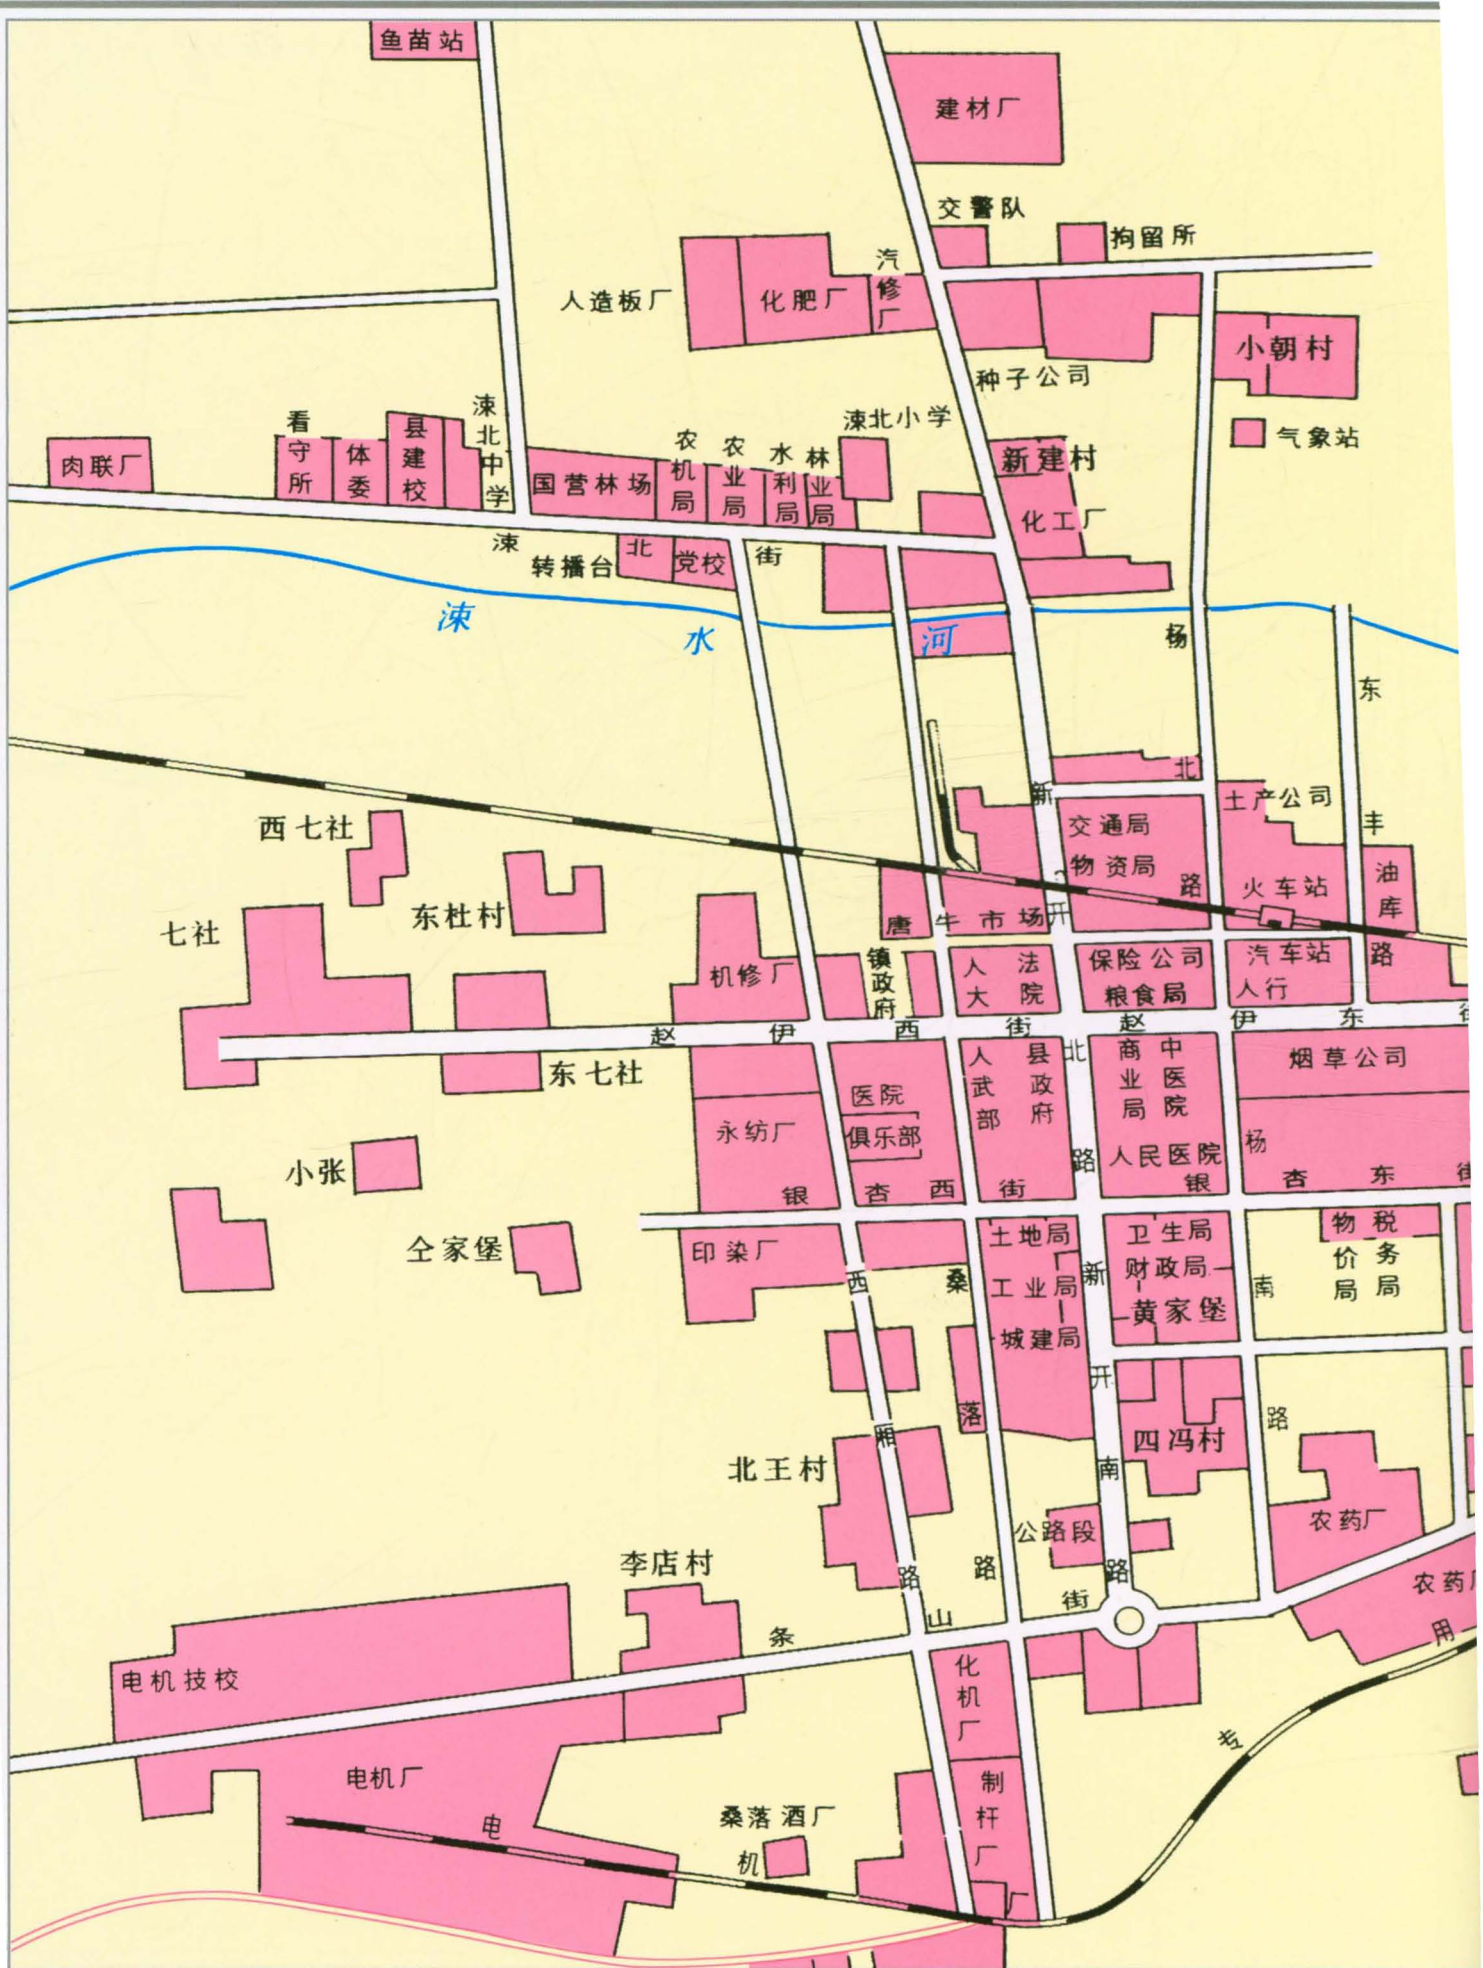 鱼苗站
建材厂
交警队
拘留所
人造板厂
化肥厂
汽修厂
小朝村
种子公司
涑北小学
气象站
肉联厂
看守所
体委
县建校
涑北中学
国营林场
农机局
农业局
水利局
林业局
新建村
化工厂
涑北街
转播台
党校
涑水河
杨北路
东丰路
新开北路
土产公司
交通局
物资局
火车站
油库
西七社
七社
东杜村
唐牛市场
机修厂
镇政府
人大
法院
保险公司
粮食局
汽车站
人行
赵伊西街
赵伊东街
东七社
人武部
县政府
商业局
中医院
烟草公司
永纺厂
医院
俱乐部
人民医院
小张
银杏西街
银杏东街
杨南路
仝家堡
印染厂
土地局
工业局
城建局
卫生局
财政局
黄家堡
物价局
税务局
西厢路
桑落路
新开南路
四冯村
北王村
公路段
农药厂
李店村
条山街
农药厂
电机技校
化机厂
电机厂
制杆厂
桑落酒厂
电机厂专用